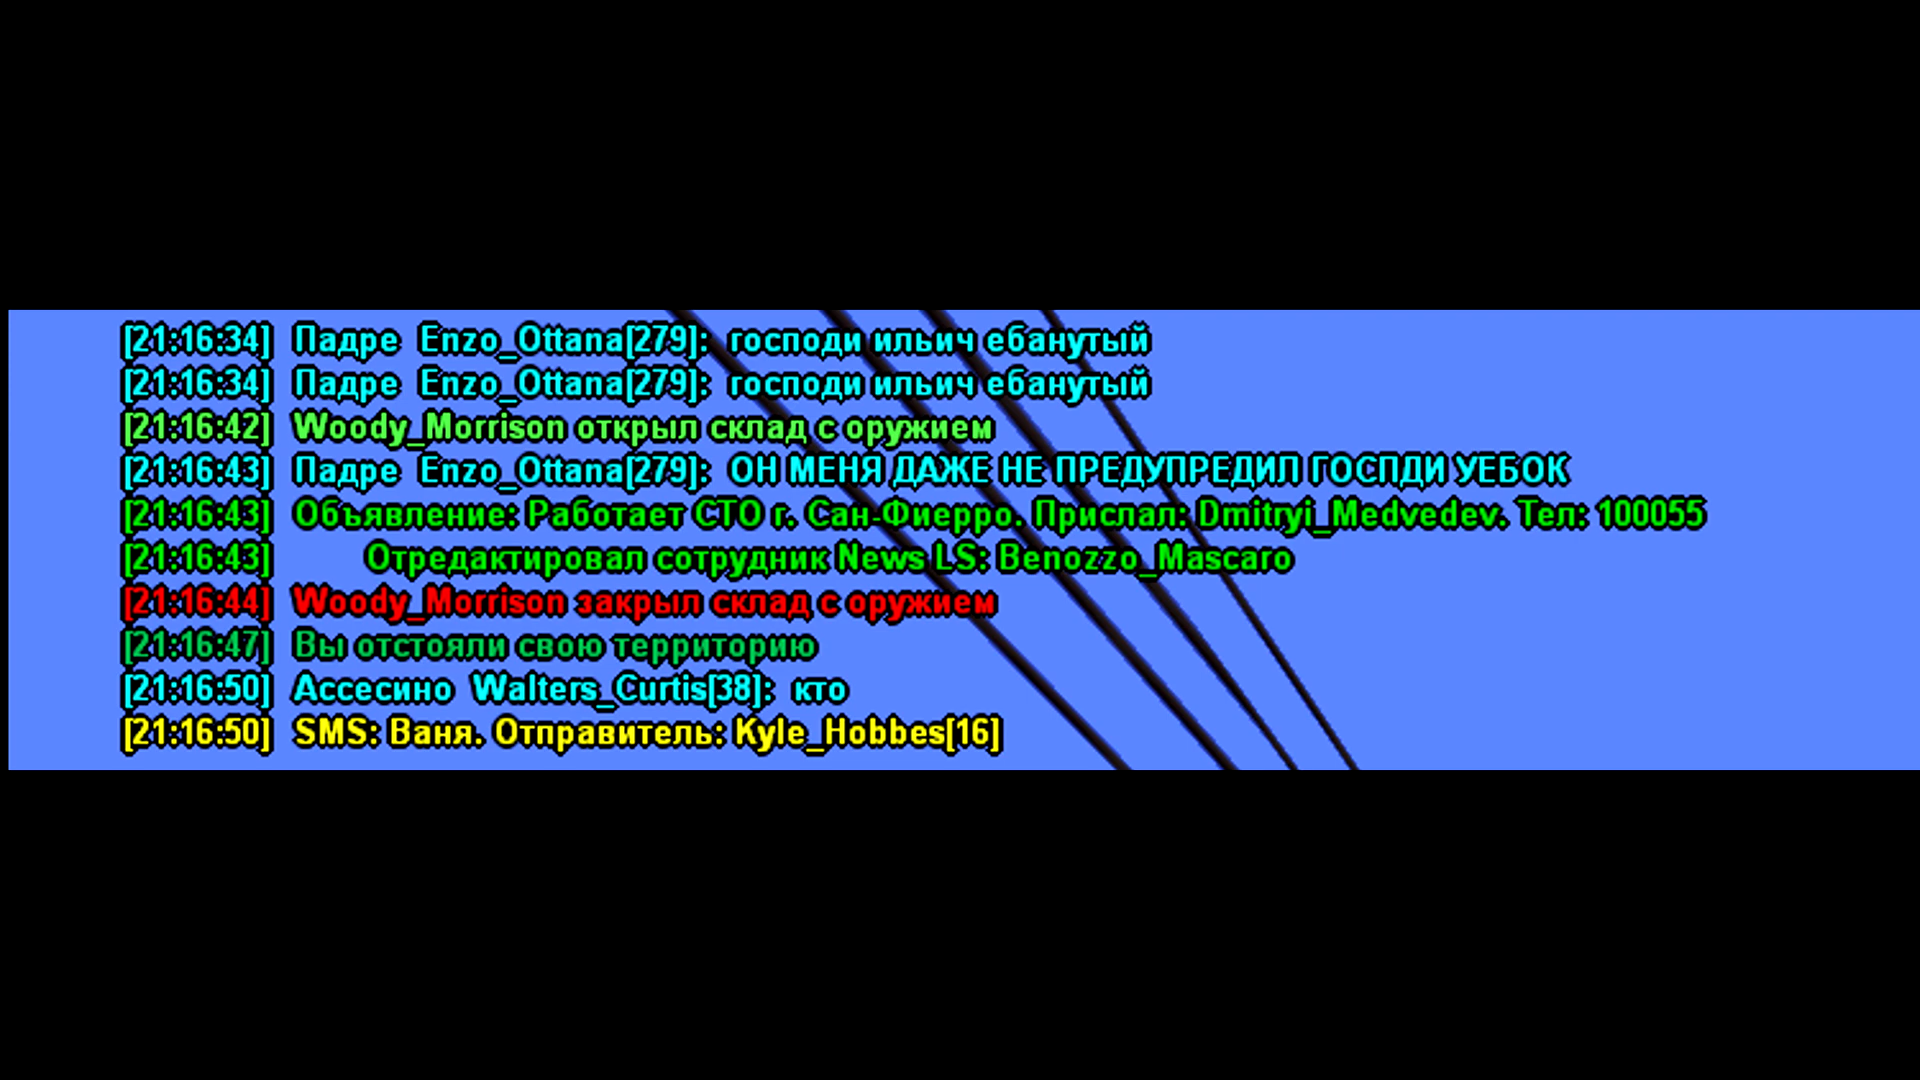 [21:16:34] Падре Enzo_Ottana[279]: господи ильич ебанутый
[21:16:34] Падре Enzo_Ottana[279]: господи ильич ебанутый
[21:16:42] Woody_Morrison открыл склад с оружием
[21:16:43] Падре Enzo_Ottana[279]: ОН МЕНЯ ДАЖЕ НЕ ПРЕДУПРЕДИЛ ГОСПДИ УЕБОК
[21:16:43] Объявление: Работает СТО г. Сан-Фиерро. Прислал: Dmitryi_Medvedev. Тел: 100055
[21:16:43] Отредактировал сотрудник News LS: Benozzo_Mascaro
[21:16:44] Woody_Morrison закрыл склад с оружием
[21:16:47] Вы отстояли свою территорию
[21:16:50] Ассесино Walters_Curtis[38]: кто
[21:16:50] SMS: Ваня. Отправитель: Kyle_Hobbes[16]